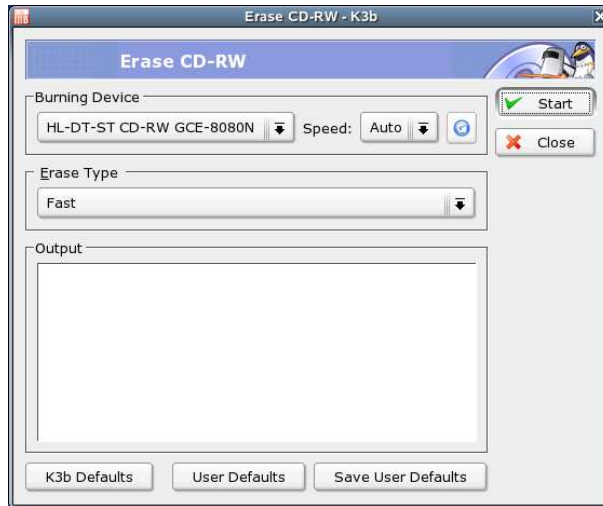 Erase CD-RW - K3b
Erase CD-RW
Burning Device
HL-DT-ST CD-RW GCE-8080N
Speed:
Auto
Start
Close
Erase Type
Fast
Output
K3b Defaults
User Defaults
Save User Defaults